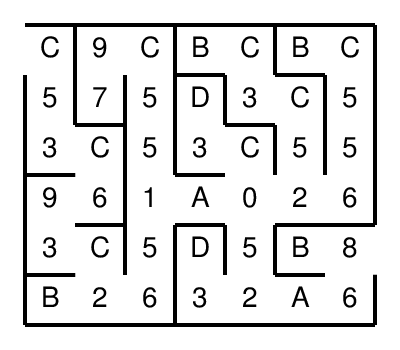 C 9 C B C B C
5 7 5 D 3 C 5
3 C 5 3 C 5 5
9 6 1 A 0 2 6
3 C 5 D 5 B 8
B 2 6 3 2 A 6